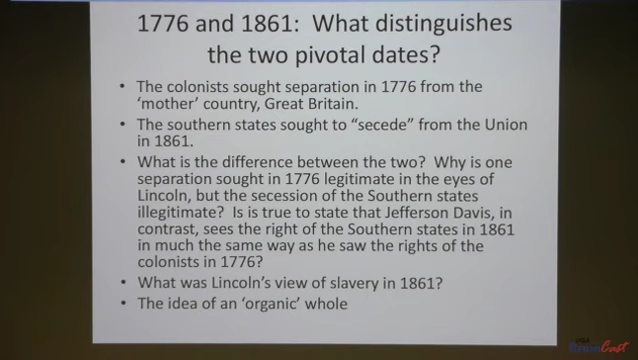 1776 and 1861:  What distinguishes
the two pivotal dates?
• The colonists sought separation in 1776 from the
‘mother’ country, Great Britain.
• The southern states sought to “secede” from the Union
in 1861.
• What is the difference between the two?  Why is one
separation sought in 1776 legitimate in the eyes of
Lincoln, but the secession of the Southern states
illegitimate?  Is is true to state that Jefferson Davis, in
contrast, sees the right of the Southern states in 1861
in much the same way as he saw the rights of the
colonists in 1776?
• What was Lincoln’s view of slavery in 1861?
• The idea of an ‘organic’ whole